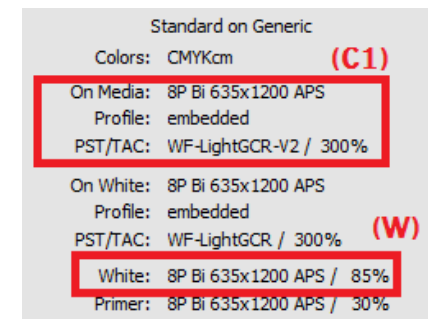 Standard on Generic
Colors: CMYKcm (C1)
On Media: 8P Bi 635x1200 APS
Profile: embedded
PST/TAC: WF-LightGCR-V2 / 300%
On White: 8P Bi 635x1200 APS
Profile: embedded
PST/TAC: WF-LightGCR / 300% (W)
White: 8P Bi 635x1200 APS / 85%
Primer: 8P Bi 635x1200 APS / 30%